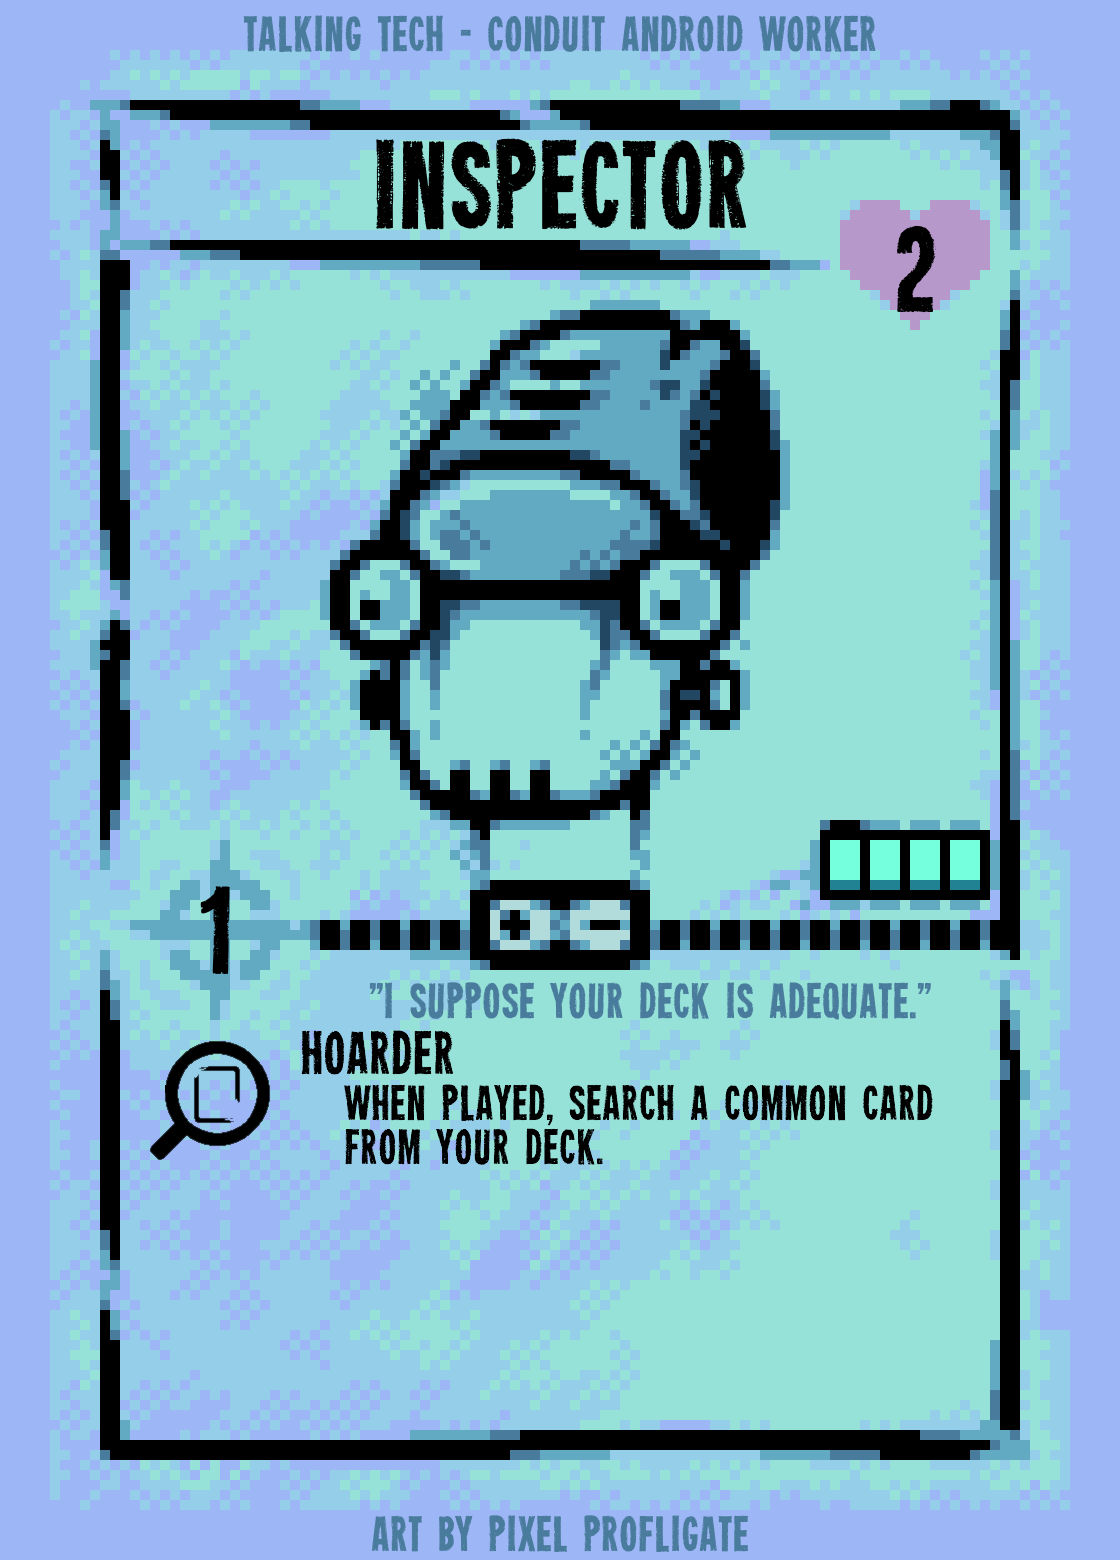 TALKING TECH - CONDUIT ANDROID WORKER
INSPECTOR
2
1
"I SUPPOSE YOUR DECK IS ADEQUATE."
HOARDER
WHEN PLAYED, SEARCH A COMMON CARD
FROM YOUR DECK.
ART BY PIXEL PROFLIGATE